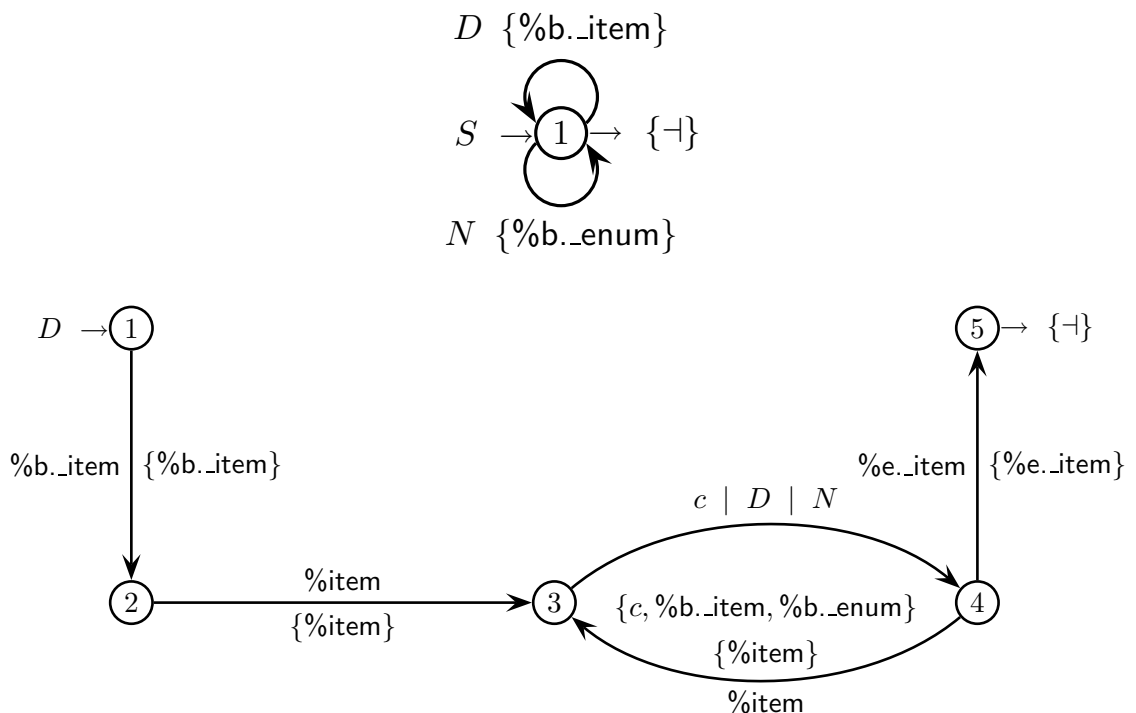 D {%b._item}
S → 1 → {⊣}
N {%b._enum}
D → 1
5 → {⊣}
%b._item {%b._item}
%e._item {%e._item}
c | D | N
2
%item
{%item}
3
{c, %b._item, %b._enum}
4
{%item}
%item